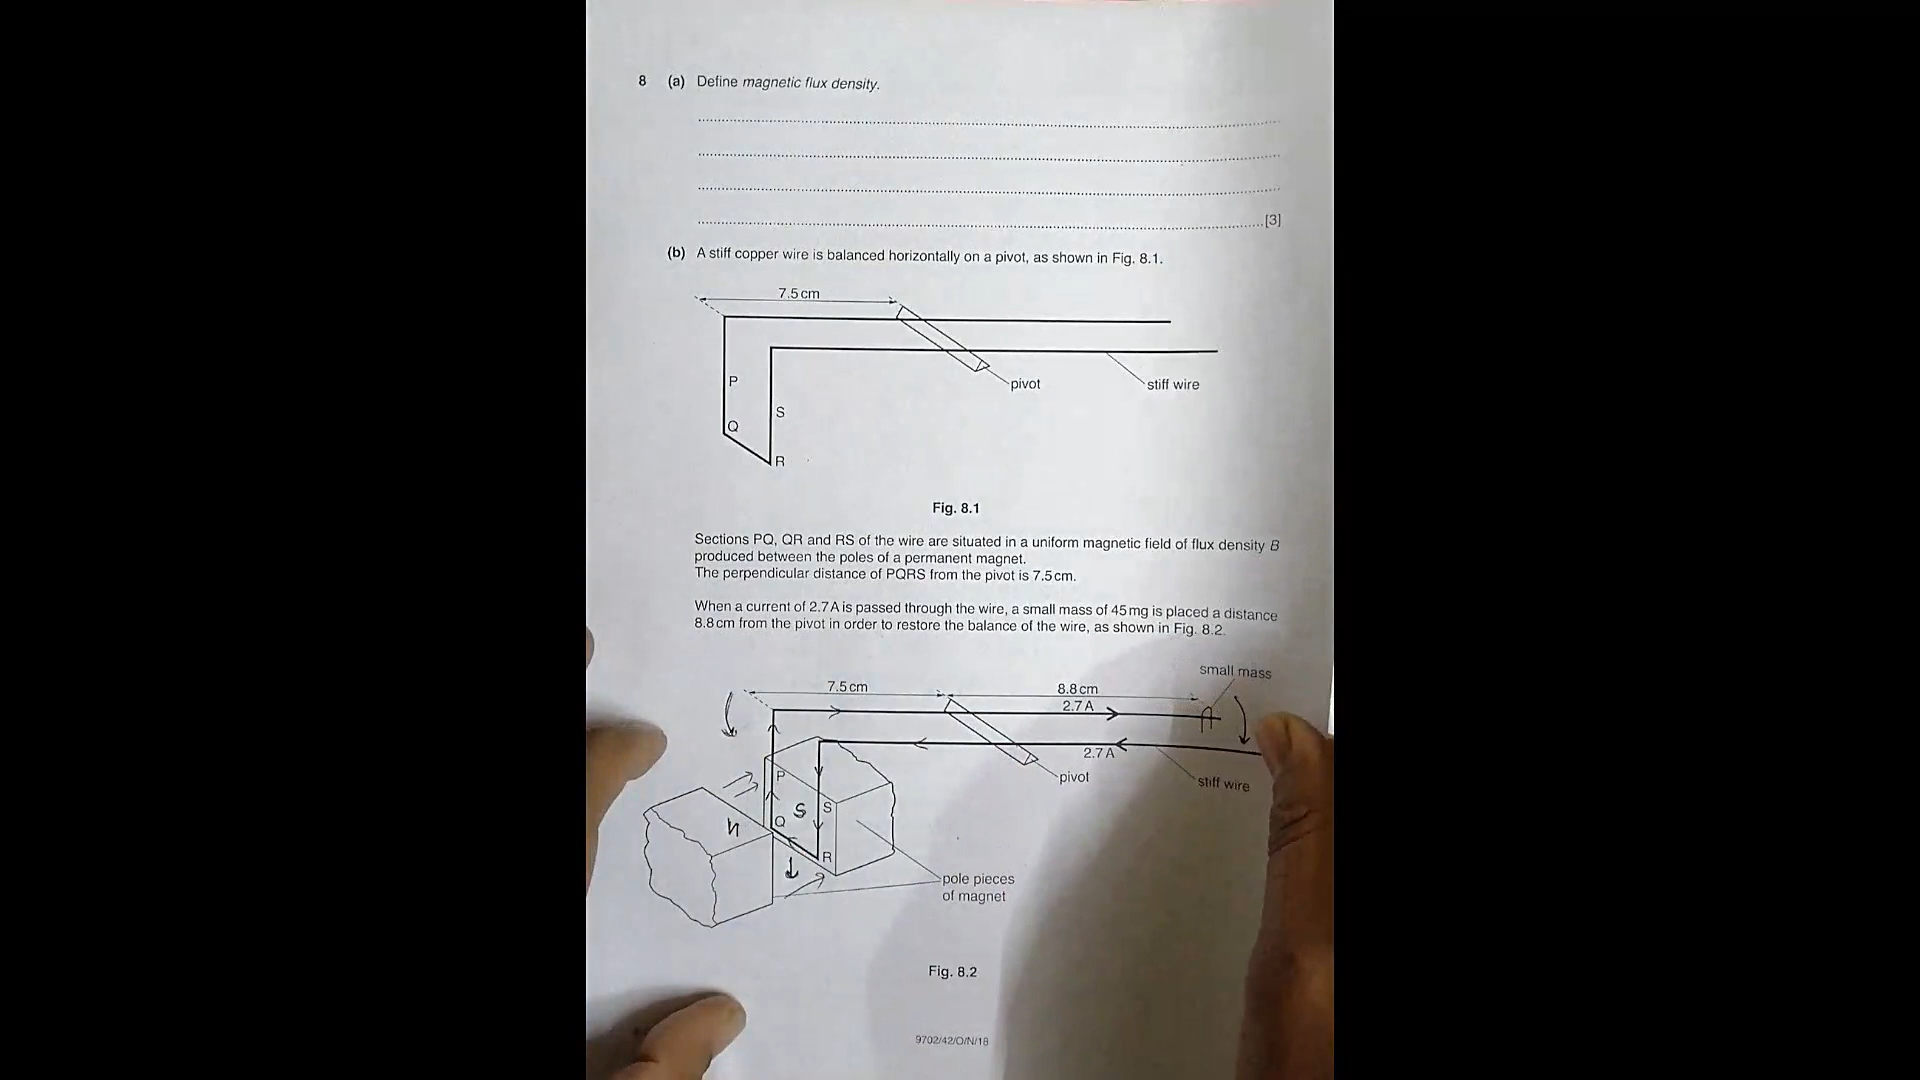 8 (a) Define magnetic flux density.
[3]
(b) A stiff copper wire is balanced horizontally on a pivot, as shown in Fig. 8.1.
7.5 cm
P
S
Q
R
pivot
stiff wire
Fig. 8.1
Sections PQ, QR and RS of the wire are situated in a uniform magnetic field of flux density B
produced between the poles of a permanent magnet.
The perpendicular distance of PQRS from the pivot is 7.5 cm.
When a current of 2.7 A is passed through the wire, a small mass of 45 mg is placed a distance
8.8 cm from the pivot in order to restore the balance of the wire, as shown in Fig. 8.2.
small mass
7.5 cm
8.8 cm
2.7 A
2.7 A
pivot
stiff wire
P
S
S
Q
R
n
pole pieces
of magnet
Fig. 8.2
9702/42/O/N/18